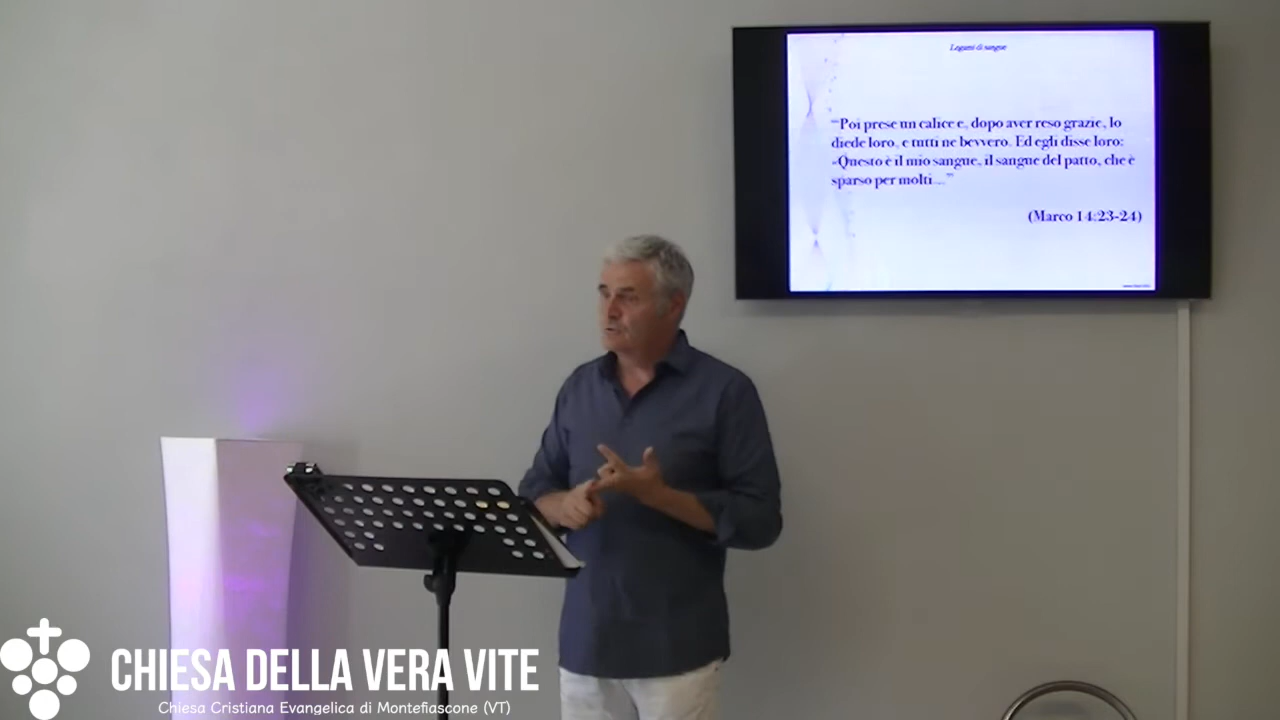 Legami di sangue
“Poi prese un calice e, dopo aver reso grazie, lo
diede loro, e tutti ne bevvero. Ed egli disse loro:
«Questo è il mio sangue, il sangue del patto, che è
sparso per molti...”
(Marco 14:23-24)
CHIESA DELLA VERA VITE
Chiesa Cristiana Evangelica di Montefiascone (VT)